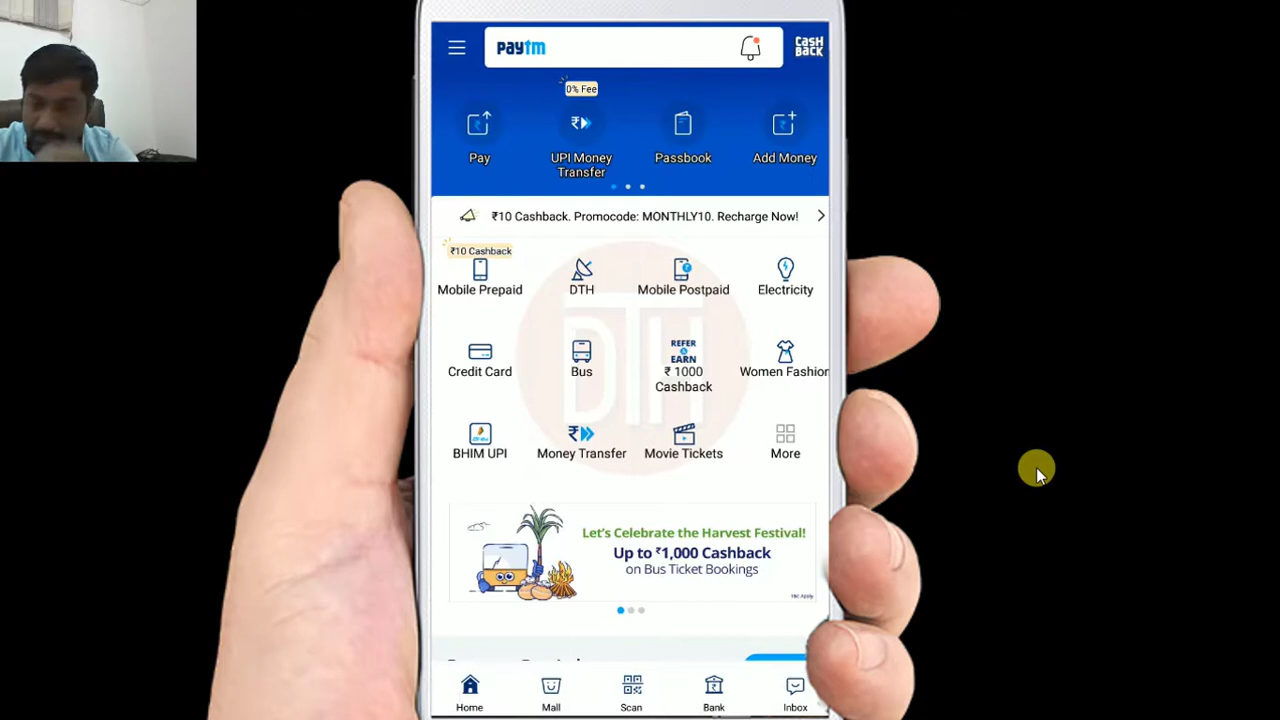 paytm
CASH
BACK
0% Fee
Pay
UPI Money
Transfer
Passbook
Add Money
₹10 Cashback. Promocode: MONTHLY10. Recharge Now!
₹10 Cashback
Mobile Prepaid
DTH
Mobile Postpaid
Electricity
DTH
Credit Card
Bus
REFER
&
EARN
₹ 1000
Cashback
Women Fashion
BHIM UPI
Money Transfer
Movie Tickets
More
Let's Celebrate the Harvest Festival!
Up to ₹1,000 Cashback
on Bus Ticket Bookings
T&C Apply
Home
Mall
Scan
Bank
Inbox